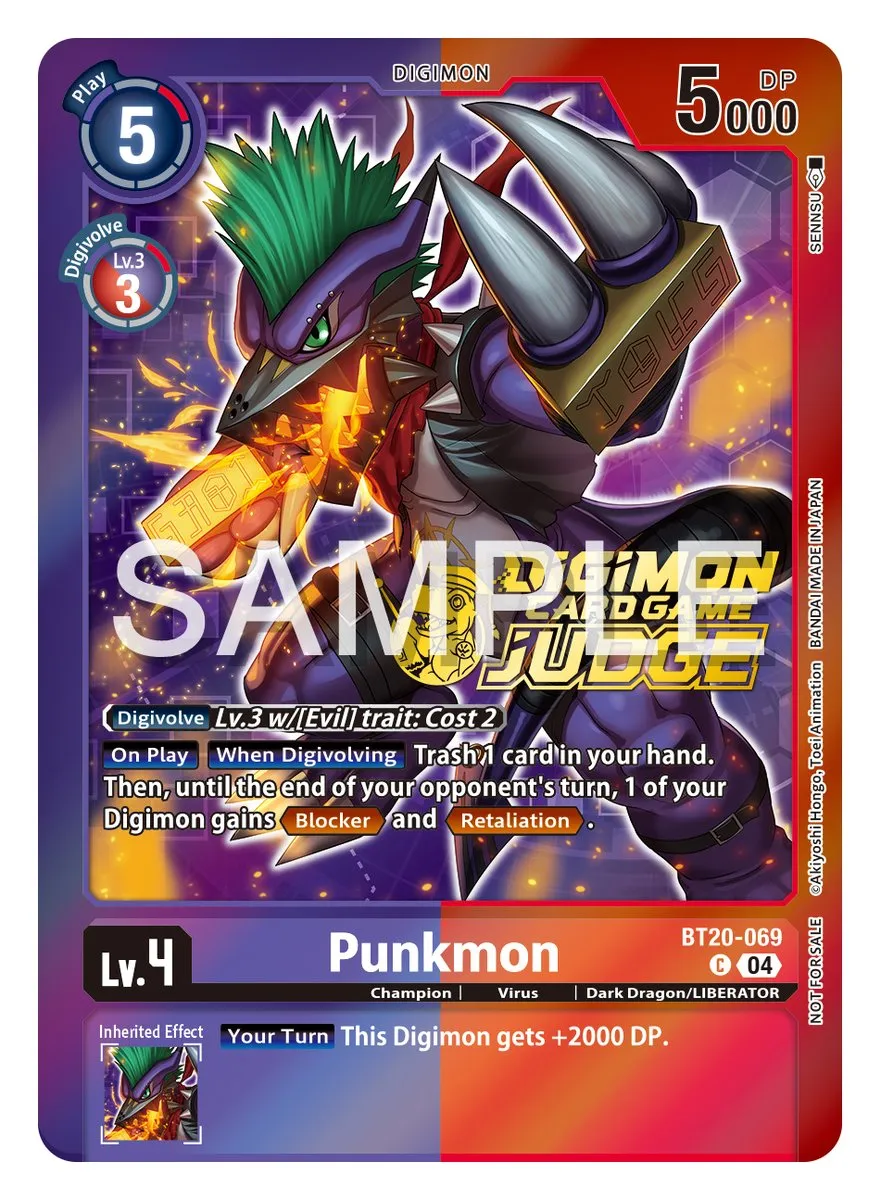 DIGIMON
Play
5
5000
DP
Digivolve
Lv.3
3
SENNSU
SAMPLE
DIGIMON
CARD GAME
JUDGE
Digivolve Lv.3 w/[Evil] trait: Cost 2
On Play When Digivolving Trash 1 card in your hand.
Then, until the end of your opponent's turn, 1 of your
Digimon gains Blocker and Retaliation .
©Akiyoshi Hongo, Toei Animation BANDAI MADE IN JAPAN
NOT FOR SALE
Lv.4
Punkmon
BT20-069
C 04
Champion | Virus | Dark Dragon/LIBERATOR
Inherited Effect
Your Turn This Digimon gets +2000 DP.